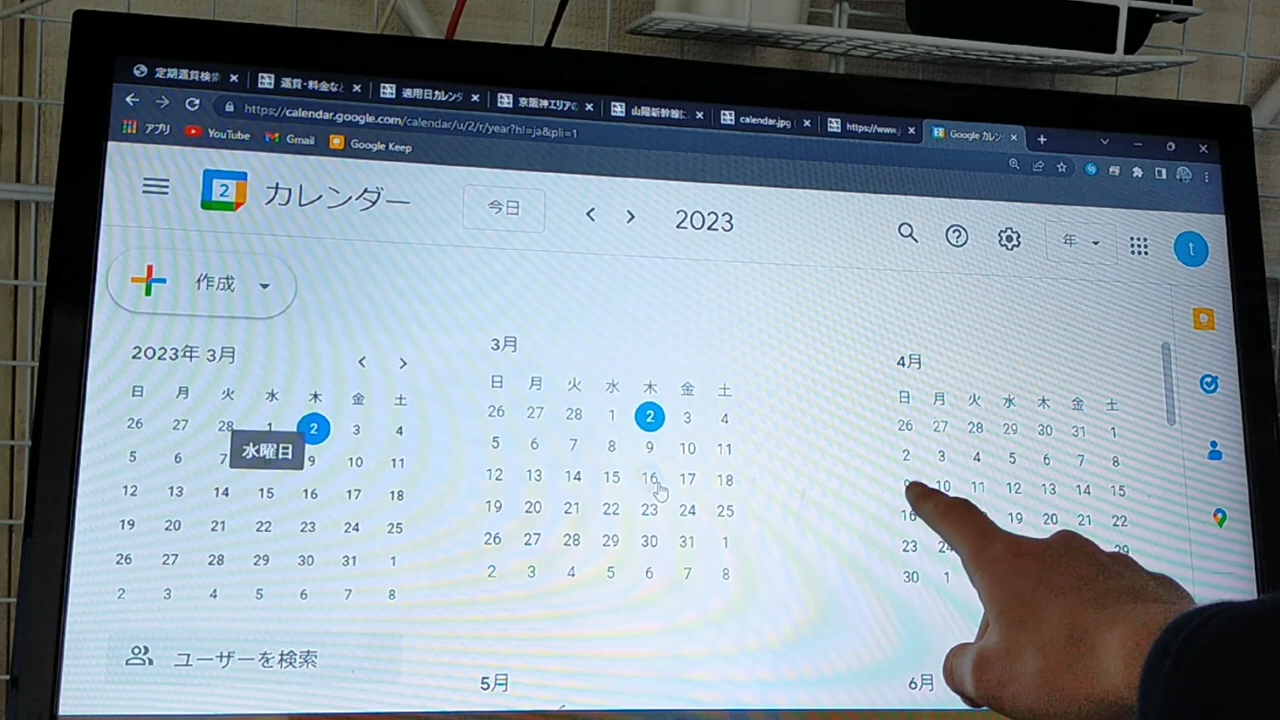 定期運賃検索
運賃・料金など
適用日カレンダ
京阪神エリアの
山陽新幹線に
calendar.jpg
https://www.j
Google カレン
https://calendar.google.com/calendar/u/2/r/year?hl=ja&pli=1
アプリ
YouTube
Gmail
Google Keep
2
カレンダー
今日
2023
年
t
作成
2023年 3月
日 月 火 水 木 金 土
26 27 28 1 2 3 4
5 6 7 9 10 11
12 13 14 15 16 17 18
19 20 21 22 23 24 25
26 27 28 29 30 31 1
2 3 4 5 6 7 8
水曜日
ユーザーを検索
3月
日 月 火 水 木 金 土
26 27 28 1 2 3 4
5 6 7 8 9 10 11
12 13 14 15 16 17 18
19 20 21 22 23 24 25
26 27 28 29 30 31 1
2 3 4 5 6 7 8
4月
日 月 火 水 木 金 土
26 27 28 29 30 31 1
2 3 4 5 6 7 8
9 10 11 12 13 14 15
16 19 20 21 22
23 24 29
30 1
5月
6月